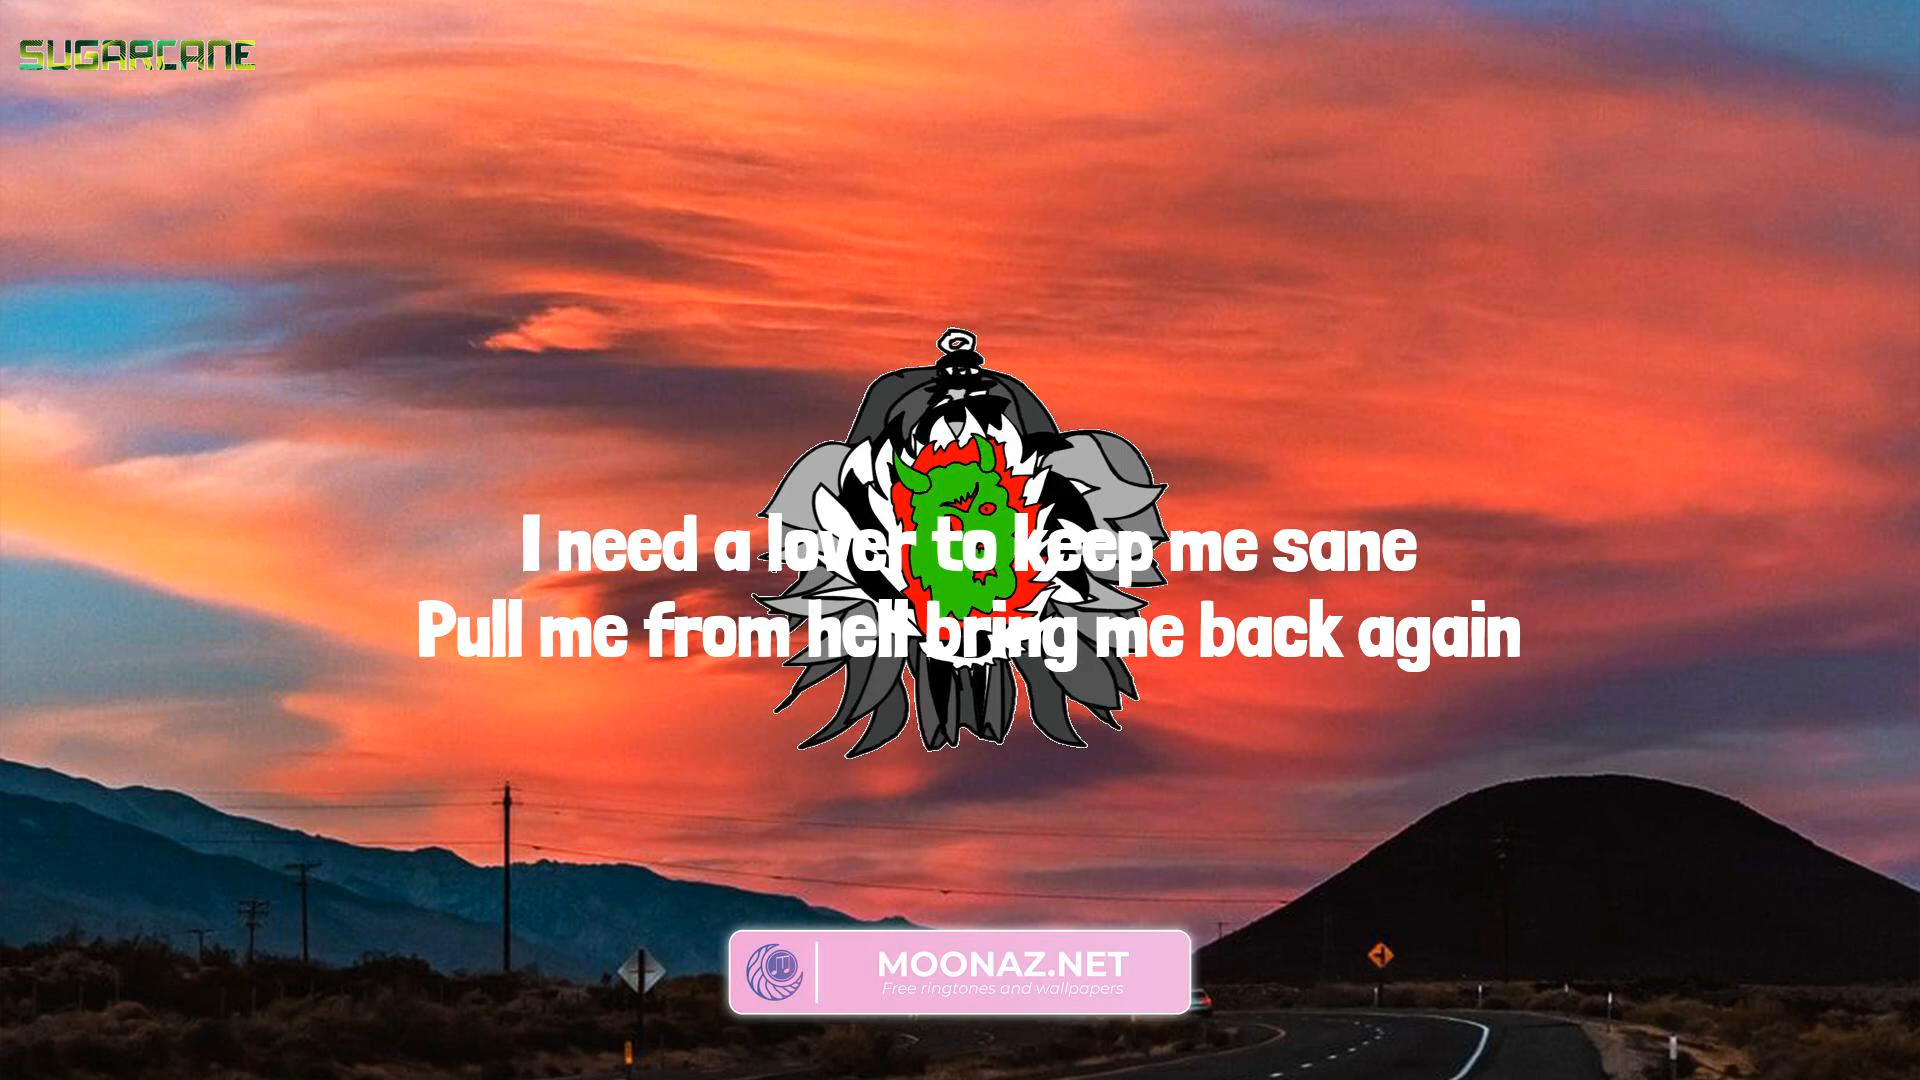 SUGARCANE
I need a lover to keep me sane
Pull me from hell bring me back again
MOONAZ.NET
Free ringtones and wallpapers